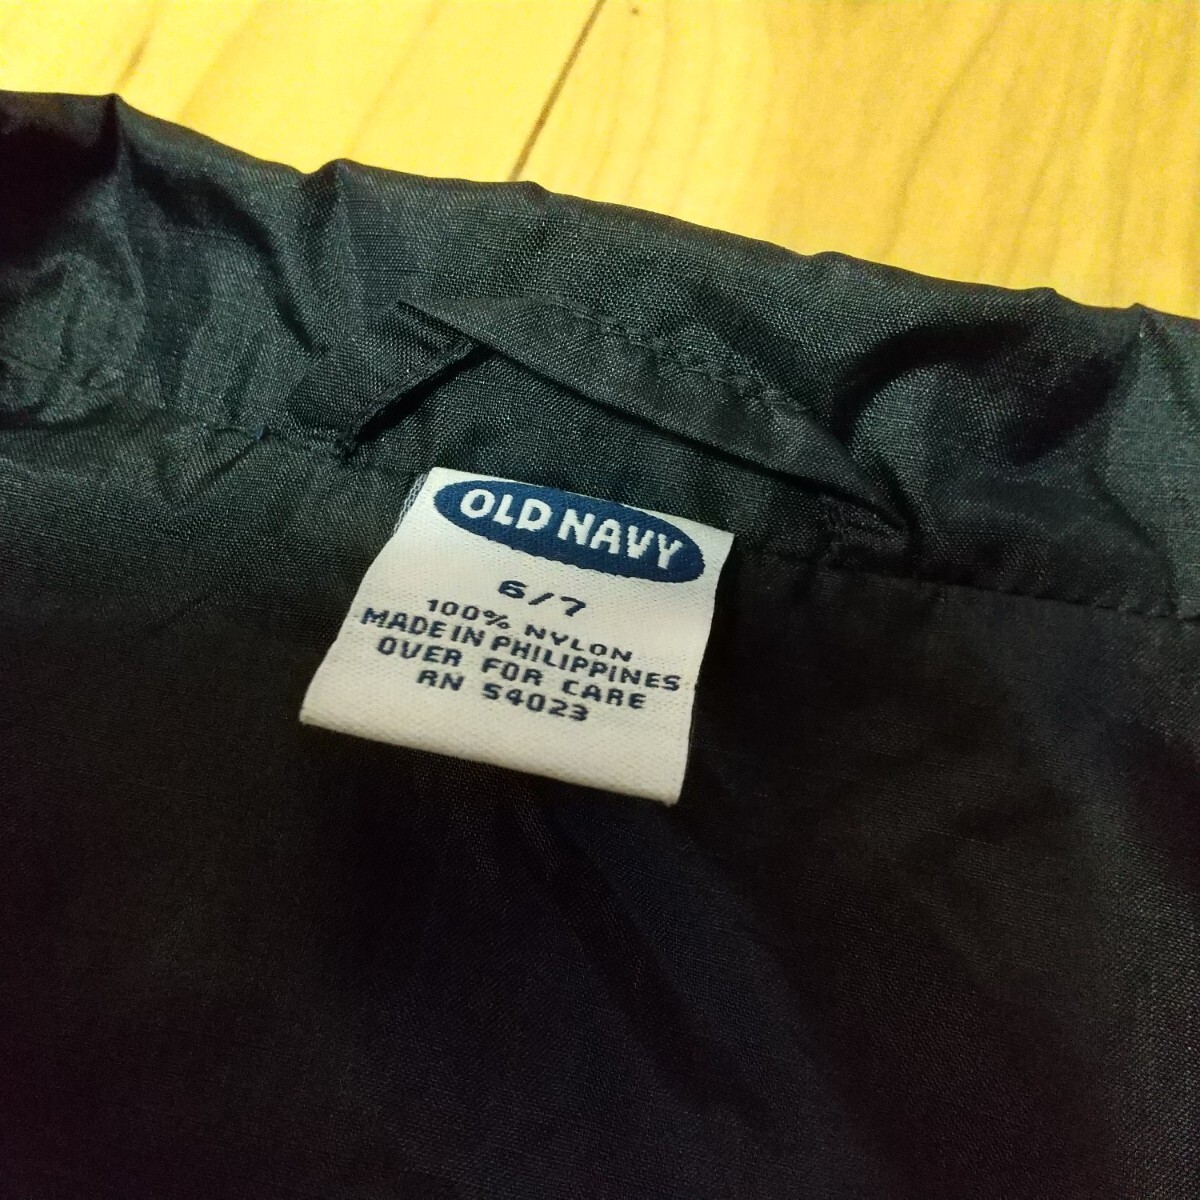 OLD NAVY
6/7
100% NYLON
MADE IN PHILIPPINES
OVER FOR CARE
RN 54023